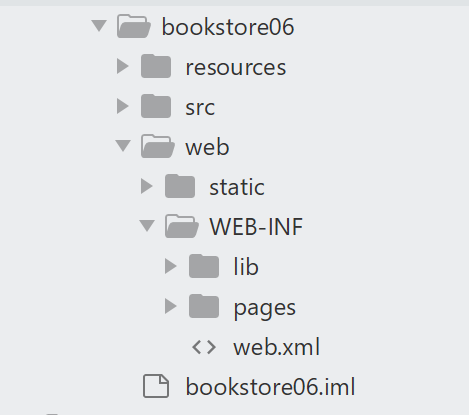 bookstore06
resources
src
web
static
WEB-INF
lib
pages
web.xml
bookstore06.iml